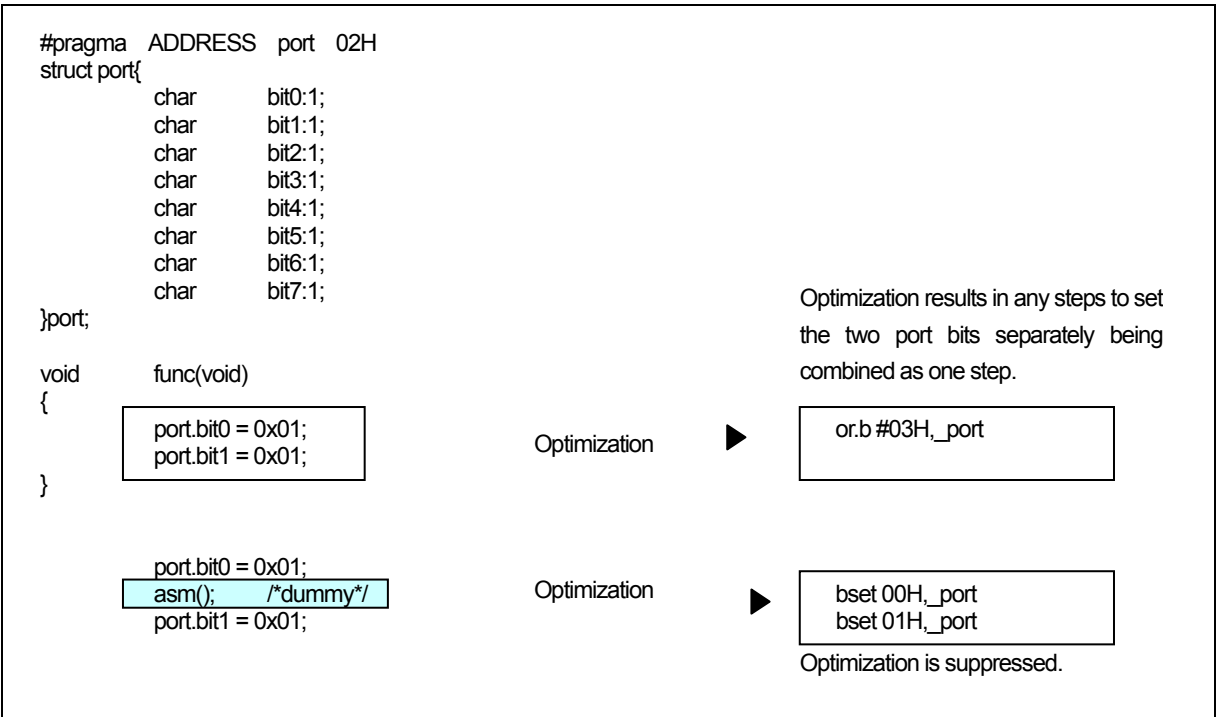 #pragma ADDRESS port 02H
struct port{
char bit0:1;
char bit1:1;
char bit2:1;
char bit3:1;
char bit4:1;
char bit5:1;
char bit6:1;
char bit7:1;
}port;
Optimization results in any steps to set
the two port bits separately being
combined as one step.
void func(void)
{
port.bit0 = 0x01;
port.bit1 = 0x01;
}
Optimization
or.b #03H,_port
port.bit0 = 0x01;
asm(); /*dummy*/
port.bit1 = 0x01;
Optimization
bset 00H,_port
bset 01H,_port
Optimization is suppressed.